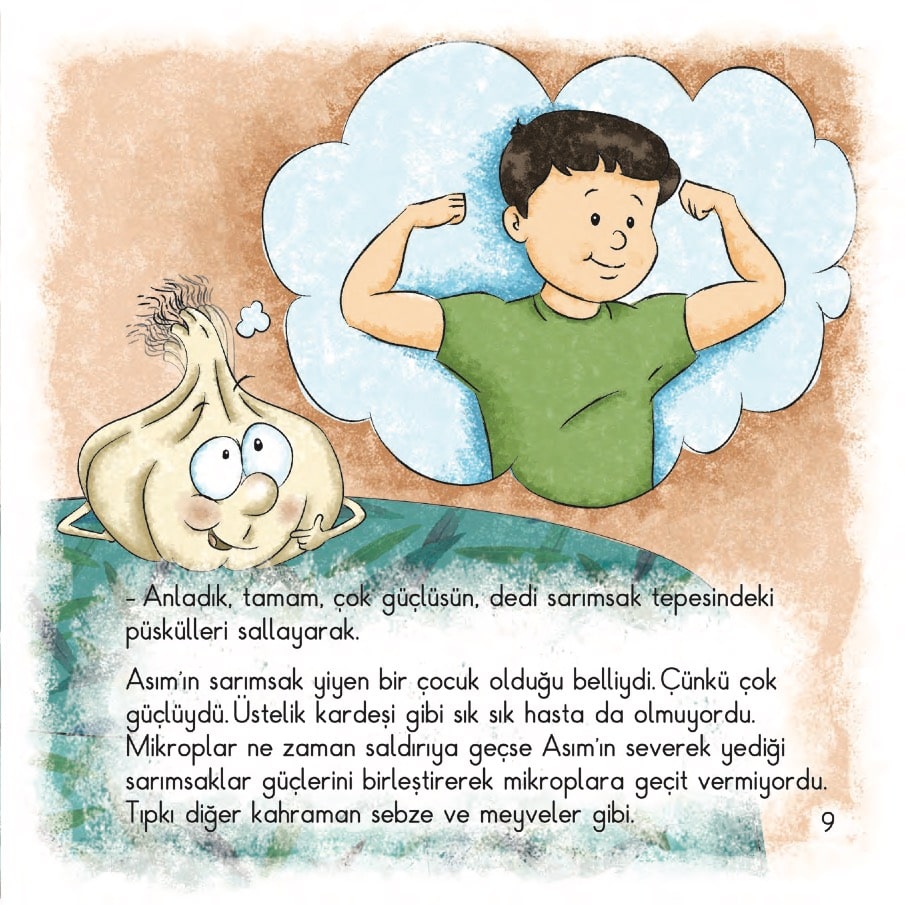 - Anladık, tamam, çok güçlüsün, dedi sarımsak tepesindeki
püskülleri sallayarak.
Asım'ın sarımsak yiyen bir çocuk olduğu belliydi. Çünkü çok
güçlüydü. Üstelik kardeşi gibi sık sık hasta da olmuyordu.
Mikroplar ne zaman saldırıya geçse Asım'ın severek yediği
sarımsaklar güçlerini birleştirerek mikroplara geçit vermiyordu.
Tıpkı diğer kahraman sebze ve meyveler gibi.
9